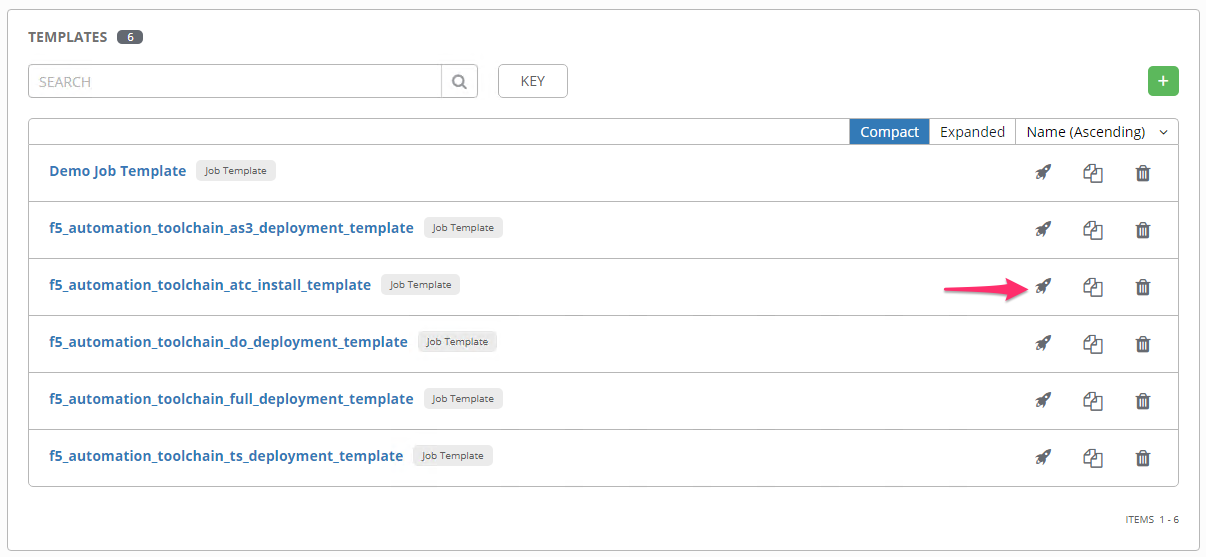 TEMPLATES 6
SEARCH KEY +
Compact Expanded Name (Ascending)
Demo Job Template Job Template
f5_automation_toolchain_as3_deployment_template Job Template
f5_automation_toolchain_atc_install_template Job Template
f5_automation_toolchain_do_deployment_template Job Template
f5_automation_toolchain_full_deployment_template Job Template
f5_automation_toolchain_ts_deployment_template Job Template
ITEMS 1 - 6